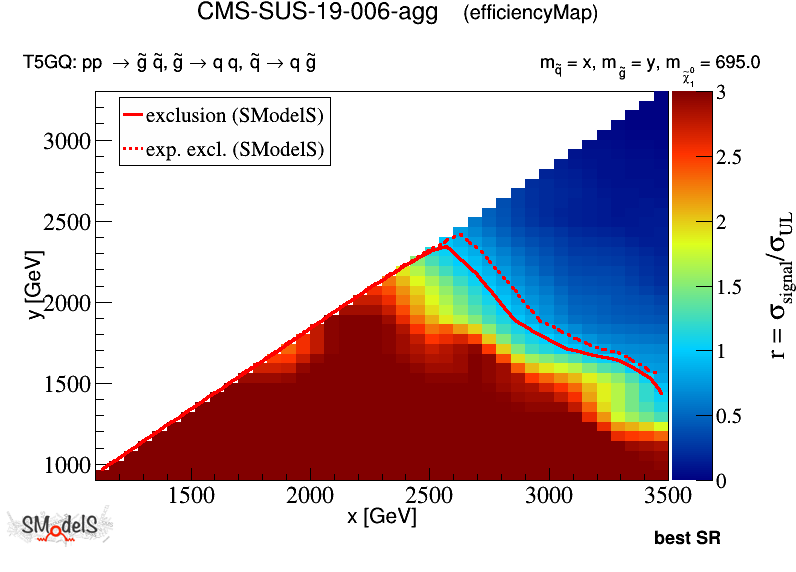 CMS-SUS-19-006-agg (efficiencyMap)
T5GQ: pp → g̃ q̃, g̃ → q q, q̃ → q g̃
m_q̃ = x, m_g̃ = y, m_χ̃₁⁰ = 695.0
exclusion (SModelS)
exp. excl. (SModelS)
y [GeV]
3000
2500
2000
1500
1000
1500 2000 2500 3000 3500
x [GeV]
3
2.5
2
1.5
1
0.5
0
r = σ_signal/σ_UL
SModelS
best SR